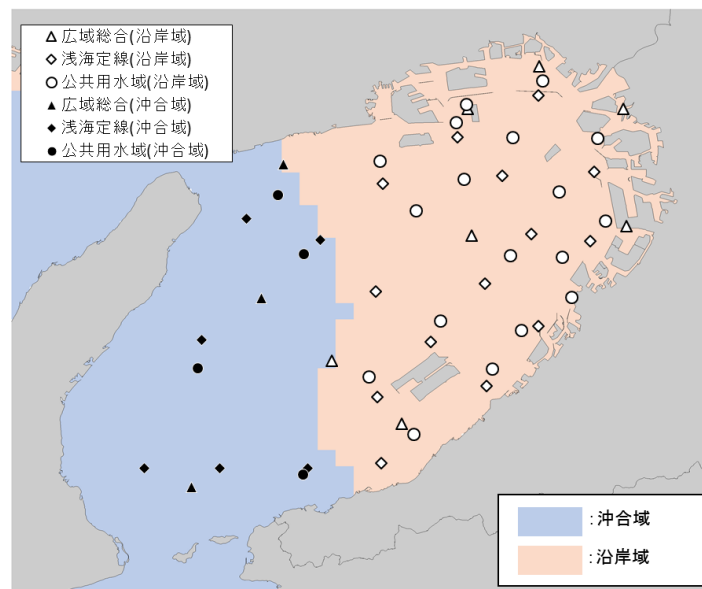 広域総合(沿岸域)
浅海定線(沿岸域)
公共用水域(沿岸域)
広域総合(沖合域)
浅海定線(沖合域)
公共用水域(沖合域)
:沖合域
:沿岸域